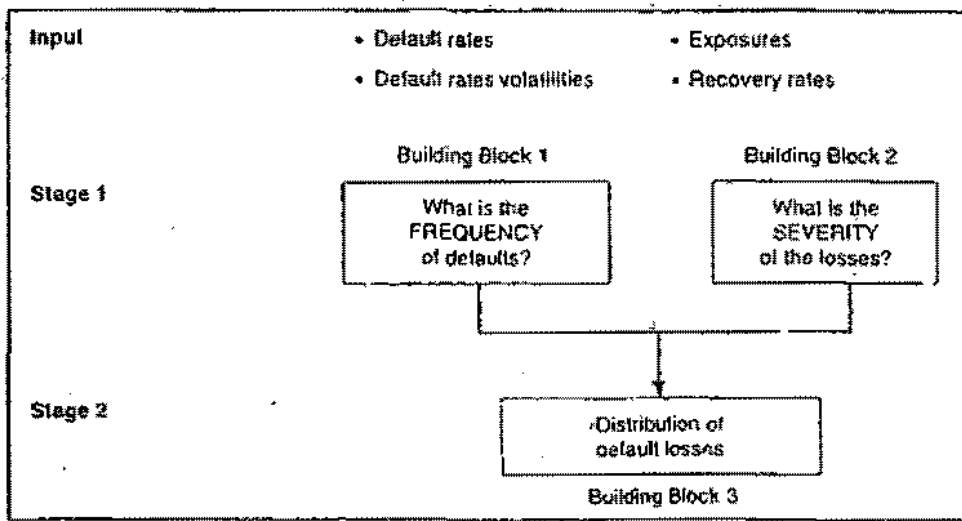 Input
• Default rates
• Exposures
• Default rates volatilities
• Recovery rates
Building Block 1
Building Block 2
Stage 1
What is the
FREQUENCY
of defaults?
What is the
SEVERITY
of the losses?
Stage 2
Distribution of
default losses
Building Block 3